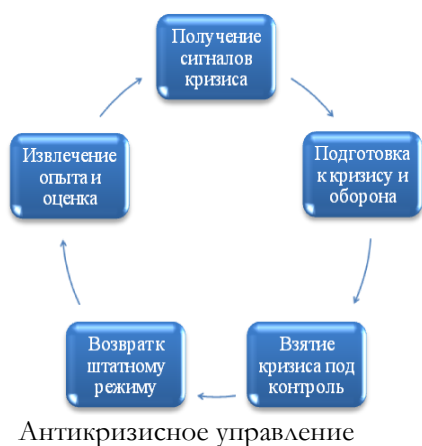 Получение
сигналов
кризиса
Подготовка
к кризису и
оборона
Взятие
кризиса под
контроль
Возврат к
штатному
режиму
Извлечение
опыта и
оценка
Антикризисное управление